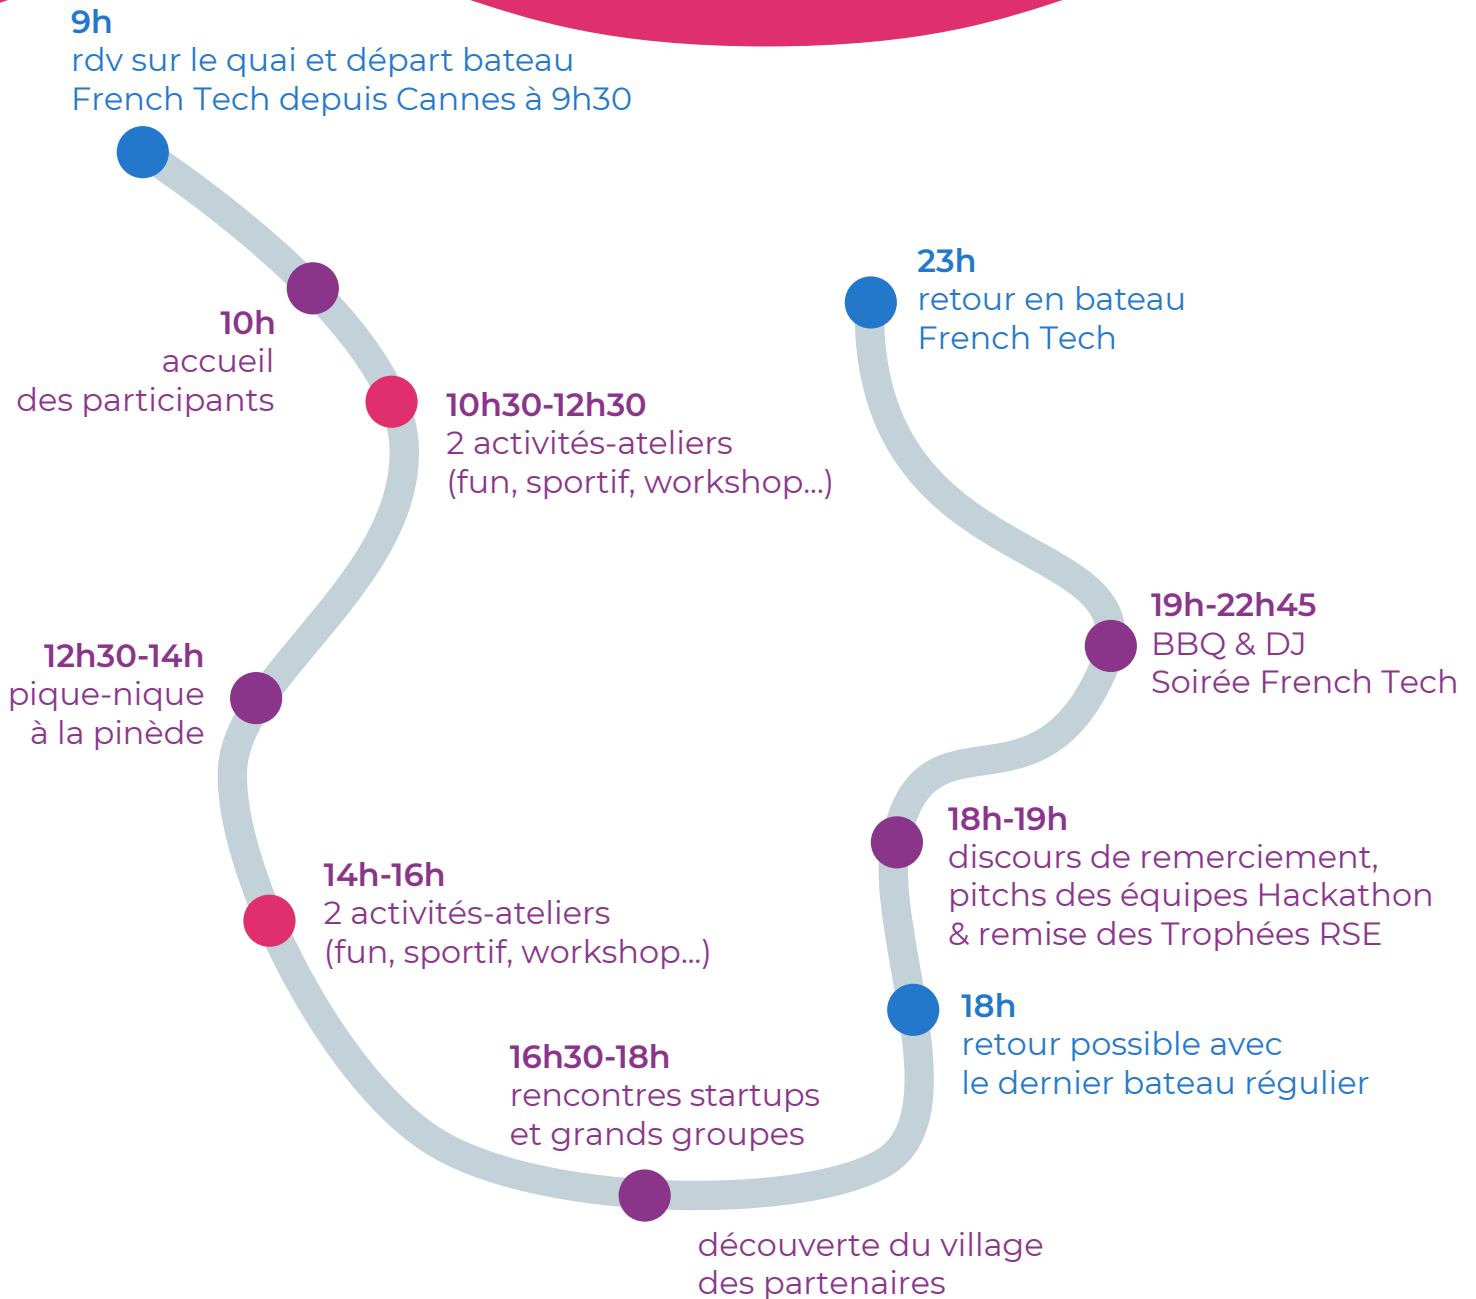 9h
rdv sur le quai et départ bateau
French Tech depuis Cannes à 9h30
10h
accueil
des participants
10h30-12h30
2 activités-ateliers
(fun, sportif, workshop...)
12h30-14h
pique-nique
à la pinède
14h-16h
2 activités-ateliers
(fun, sportif, workshop...)
16h30-18h
rencontres startups
et grands groupes
découverte du village
des partenaires
18h
retour possible avec
le dernier bateau régulier
18h-19h
discours de remerciement,
pitchs des équipes Hackathon
& remise des Trophées RSE
19h-22h45
BBQ & DJ
Soirée French Tech
23h
retour en bateau
French Tech